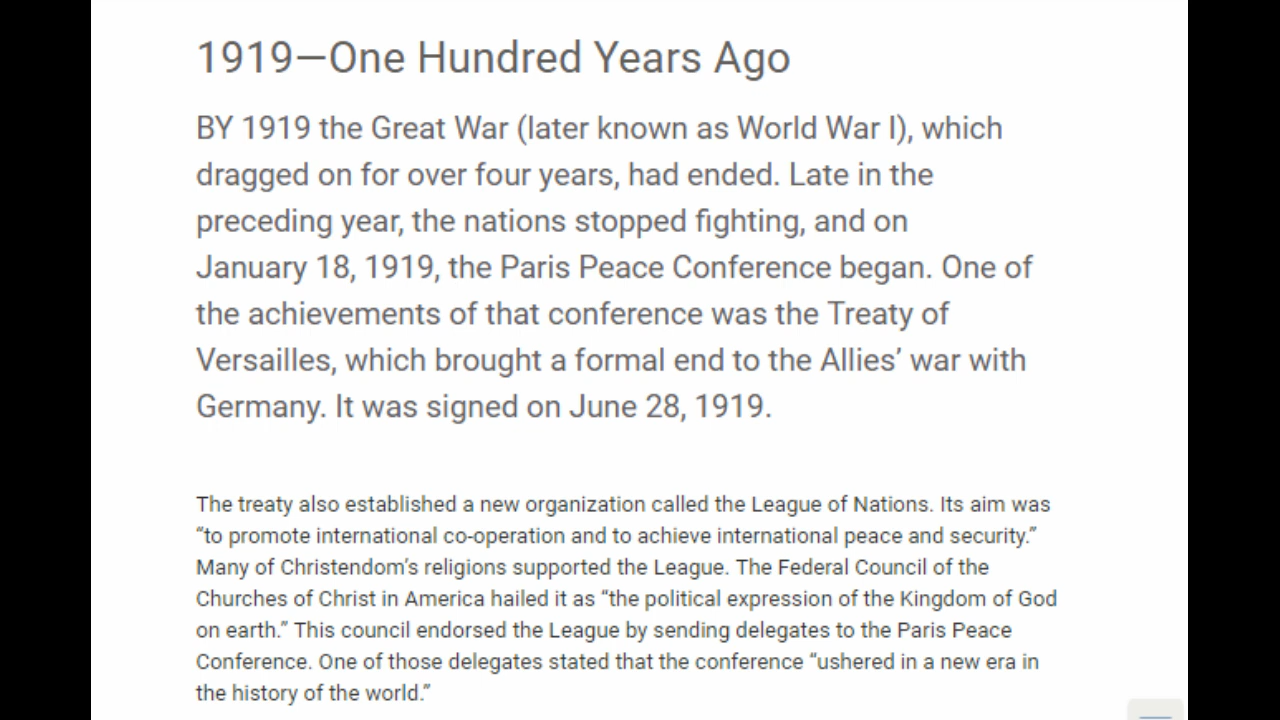 1919—One Hundred Years Ago
BY 1919 the Great War (later known as World War I), which
dragged on for over four years, had ended. Late in the
preceding year, the nations stopped fighting, and on
January 18, 1919, the Paris Peace Conference began. One of
the achievements of that conference was the Treaty of
Versailles, which brought a formal end to the Allies’ war with
Germany. It was signed on June 28, 1919.
The treaty also established a new organization called the League of Nations. Its aim was
“to promote international co-operation and to achieve international peace and security.”
Many of Christendom’s religions supported the League. The Federal Council of the
Churches of Christ in America hailed it as “the political expression of the Kingdom of God
on earth.” This council endorsed the League by sending delegates to the Paris Peace
Conference. One of those delegates stated that the conference “ushered in a new era in
the history of the world.”